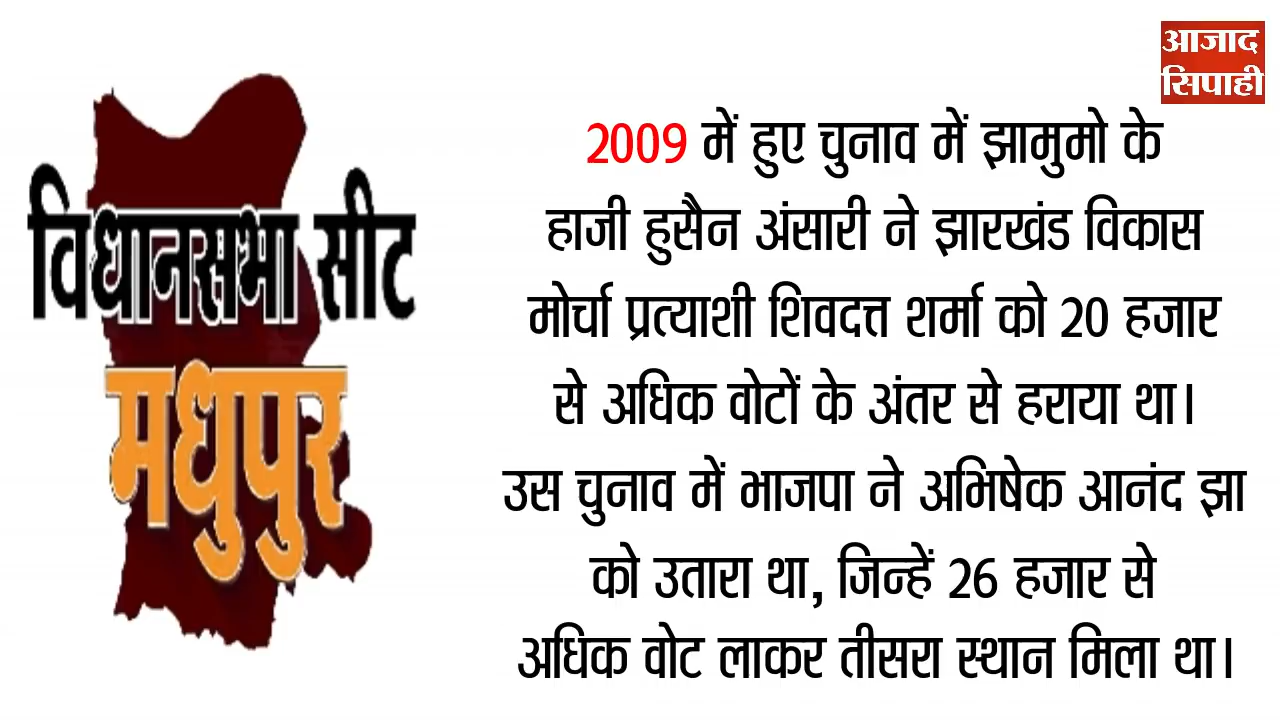 आजाद
सिपाही
विधानसभा सीट
मधुपुर
2009 में हुए चुनाव में झामुमो के
हाजी हुसैन अंसारी ने झारखंड विकास
मोर्चा प्रत्याशी शिवदत्त शर्मा को 20 हजार
से अधिक वोटों के अंतर से हराया था।
उस चुनाव में भाजपा ने अभिषेक आनंद झा
को उतारा था, जिन्हें 26 हजार से
अधिक वोट लाकर तीसरा स्थान मिला था।